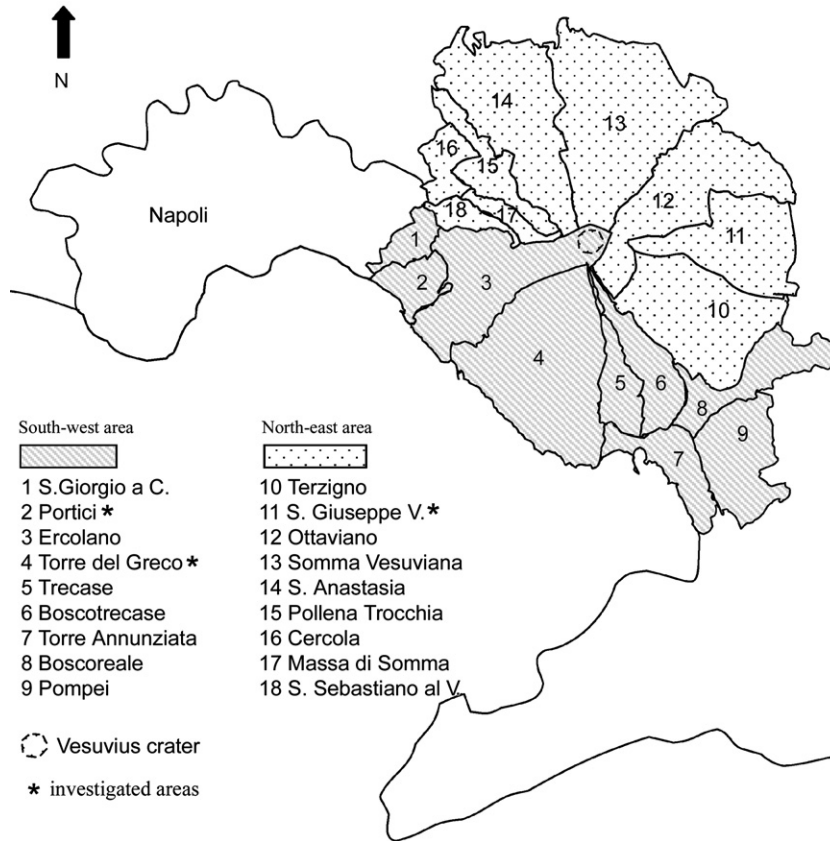 N
Napoli
14
13
16
15
12
18
17
11
1
2
3
10
4
5
6
8
9
7
South-west area
1 S.Giorgio a C.
2 Portici *
3 Ercolano
4 Torre del Greco *
5 Trecase
6 Boscotrecase
7 Torre Annunziata
8 Boscoreale
9 Pompei
North-east area
10 Terzigno
11 S. Giuseppe V. *
12 Ottaviano
13 Somma Vesuviana
14 S. Anastasia
15 Pollena Trocchia
16 Cercola
17 Massa di Somma
18 S. Sebastiano al V.
Vesuvius crater
* investigated areas